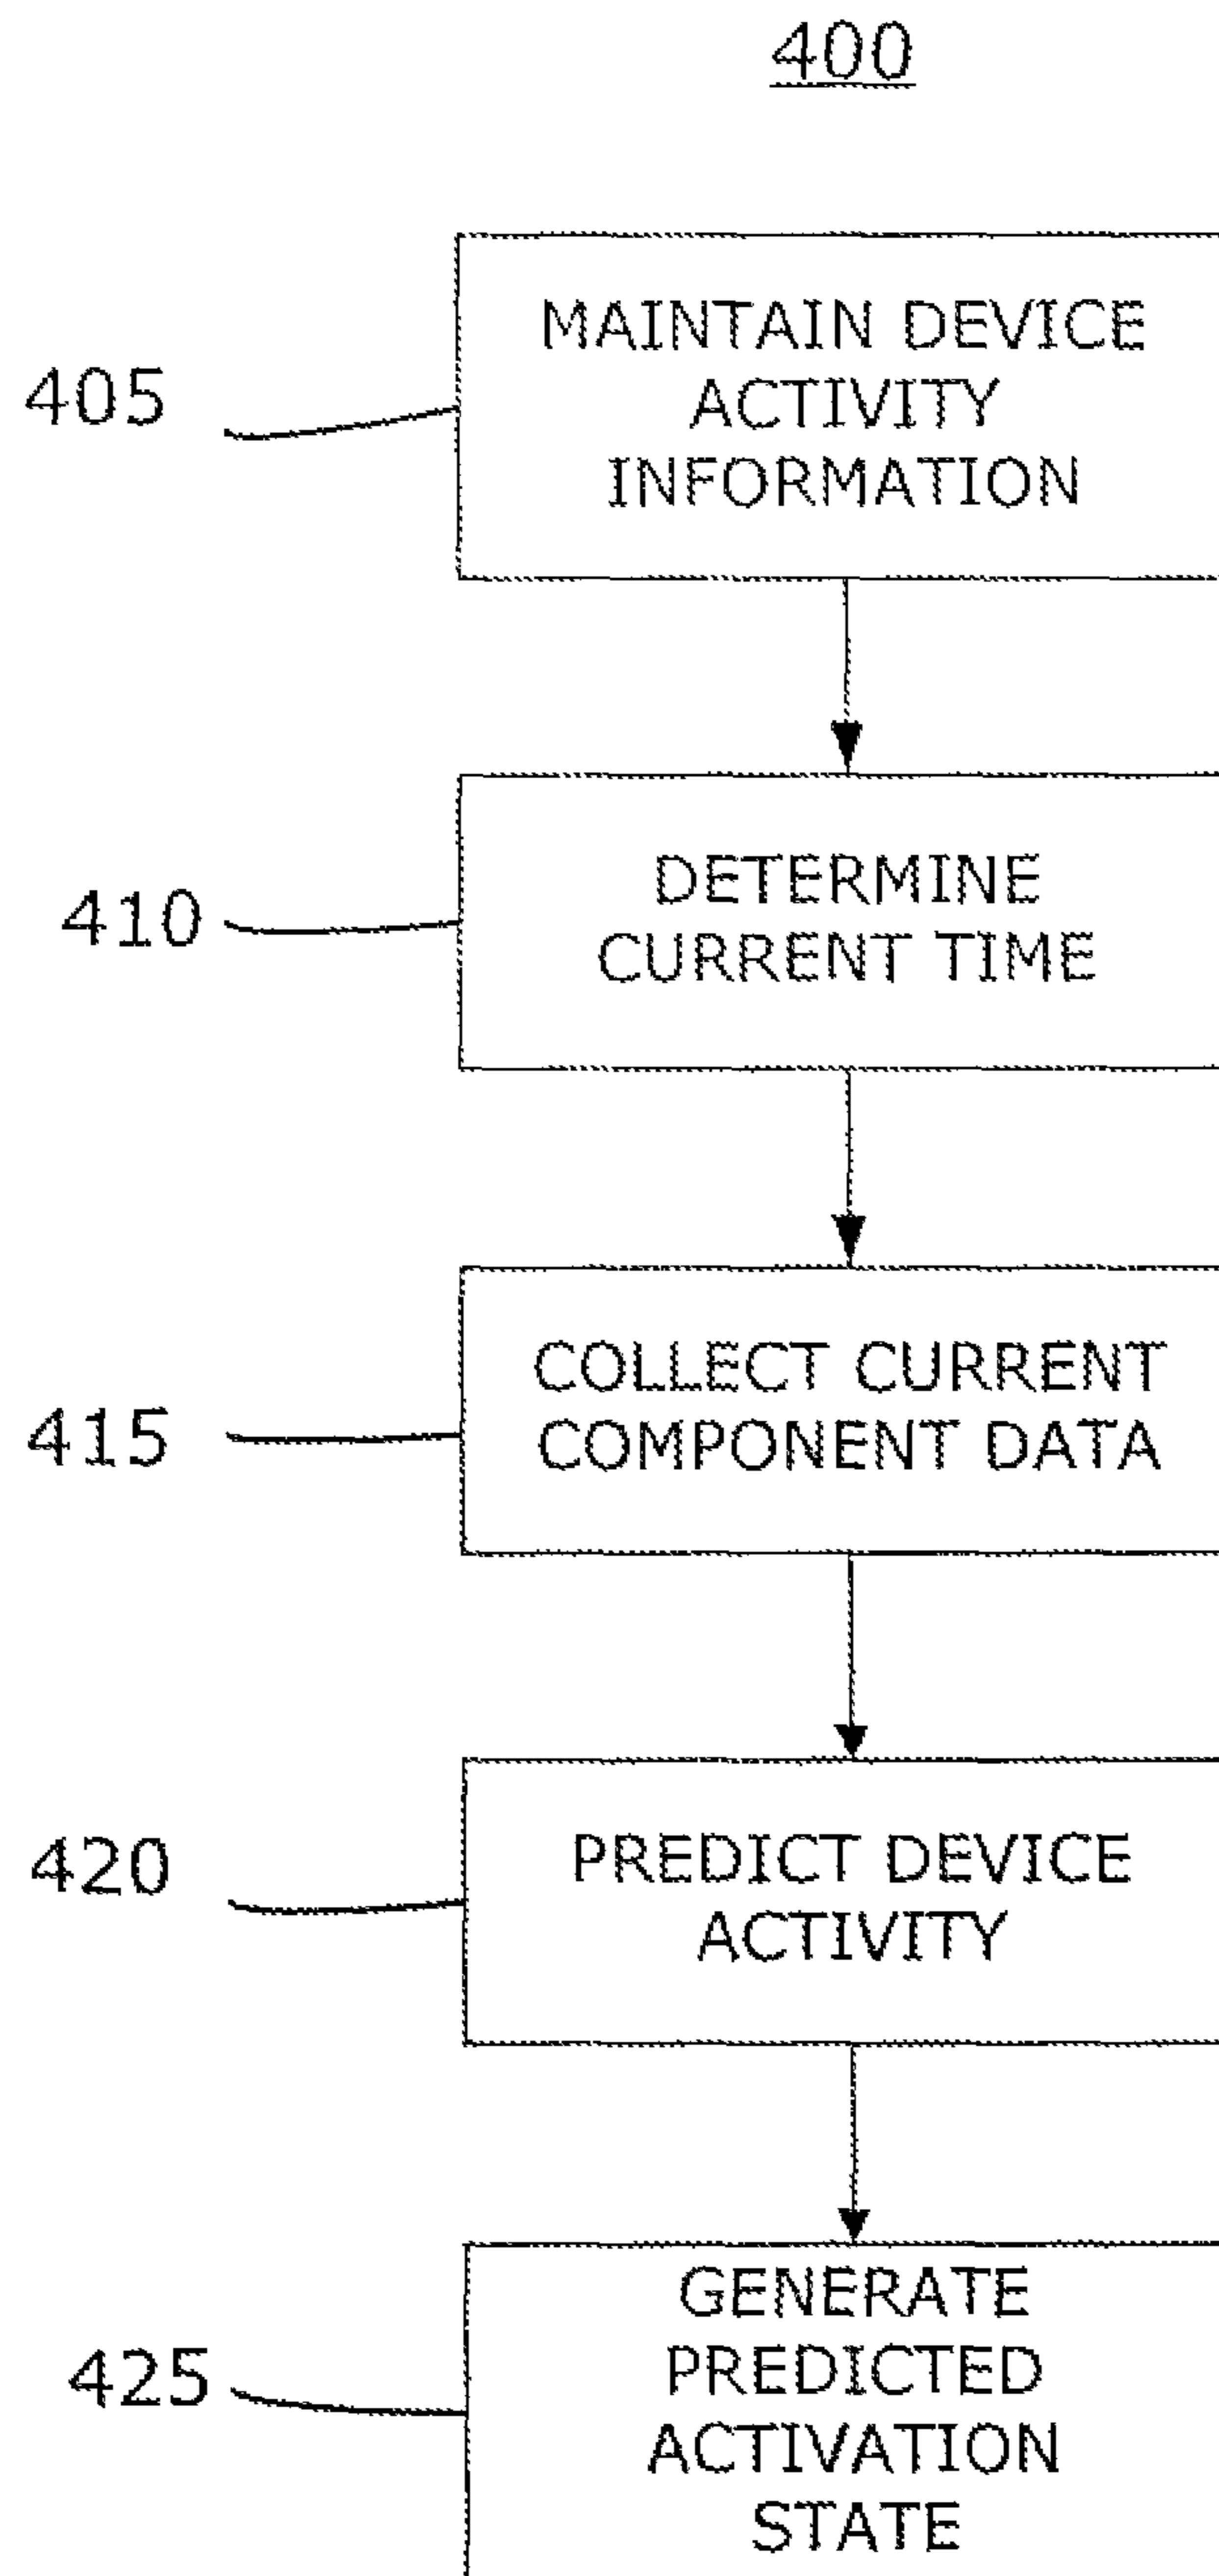 400
405
MAINTAIN DEVICE
ACTIVITY
INFORMATION
410
DETERMINE
CURRENT TIME
415
COLLECT CURRENT
COMPONENT DATA
420
PREDICT DEVICE
ACTIVITY
425
GENERATE
PREDICTED
ACTIVATION
STATE